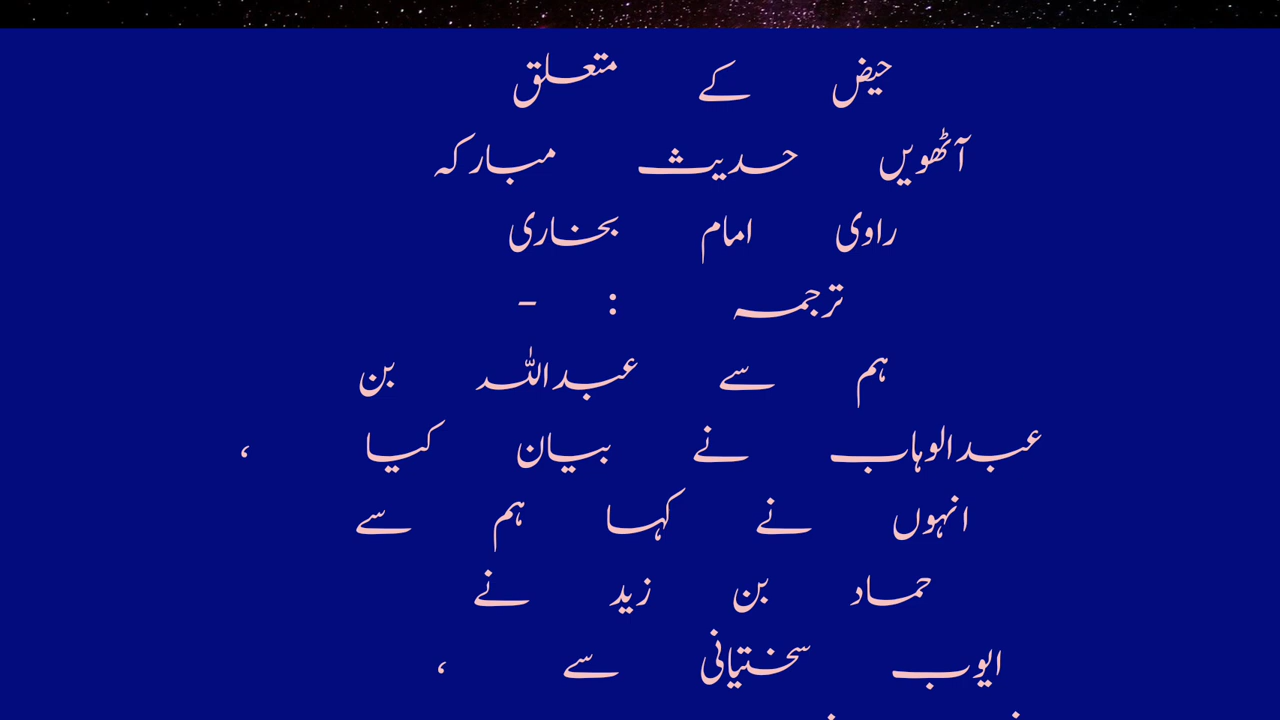 حیض کے متعلق
آٹھویں حدیث مبارکہ
راوی امام بخاری
ترجمہ : -
ہم سے عبداللہ بن
عبدالوہاب نے بیان کیا ،
انہوں نے کہا ہم سے
حماد بن زید نے
ایوب سختیانی سے ،